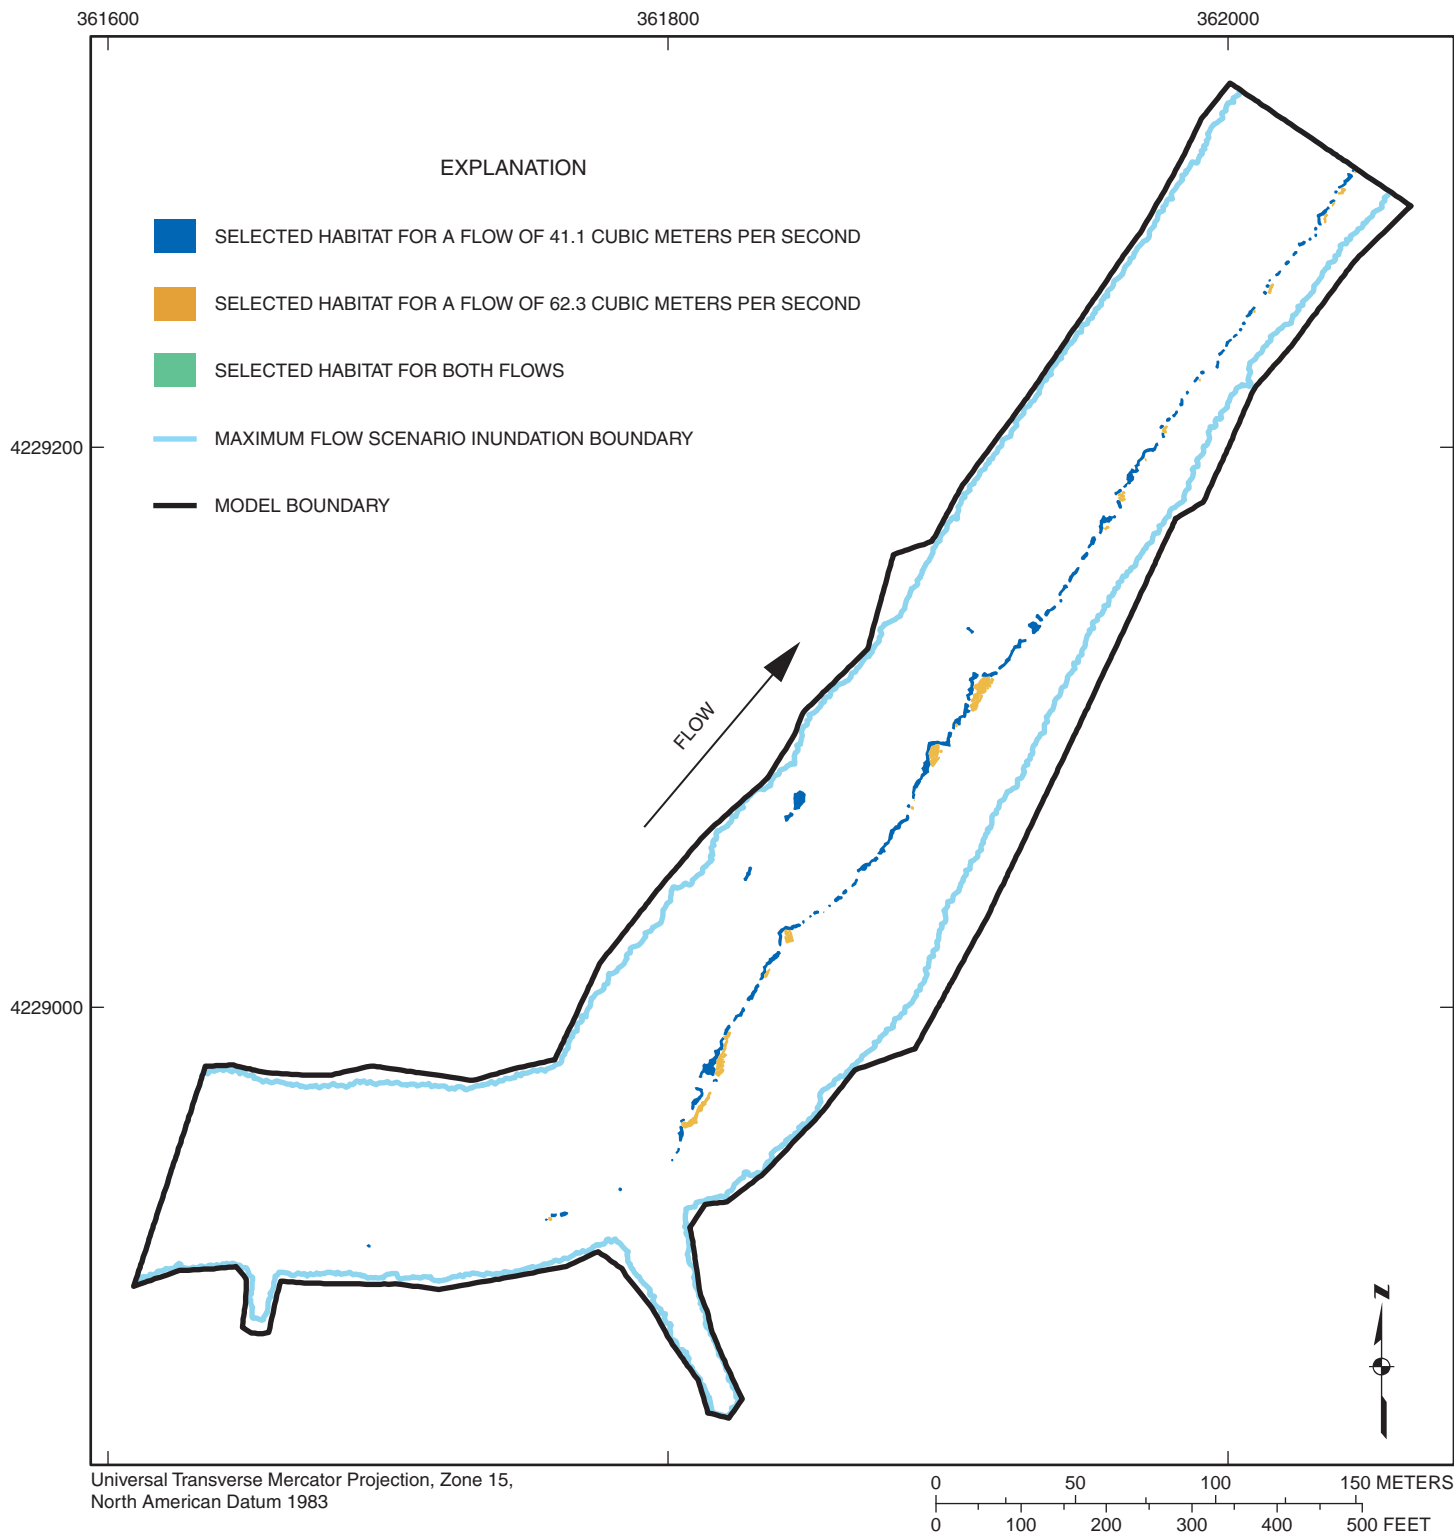 361600
361800
362000
EXPLANATION
SELECTED HABITAT FOR A FLOW OF 41.1 CUBIC METERS PER SECOND
SELECTED HABITAT FOR A FLOW OF 62.3 CUBIC METERS PER SECOND
SELECTED HABITAT FOR BOTH FLOWS
MAXIMUM FLOW SCENARIO INUNDATION BOUNDARY
MODEL BOUNDARY
4229200
FLOW
4229000
N
Universal Transverse Mercator Projection, Zone 15,
North American Datum 1983
0 50 100 150 METERS
0 100 200 300 400 500 FEET